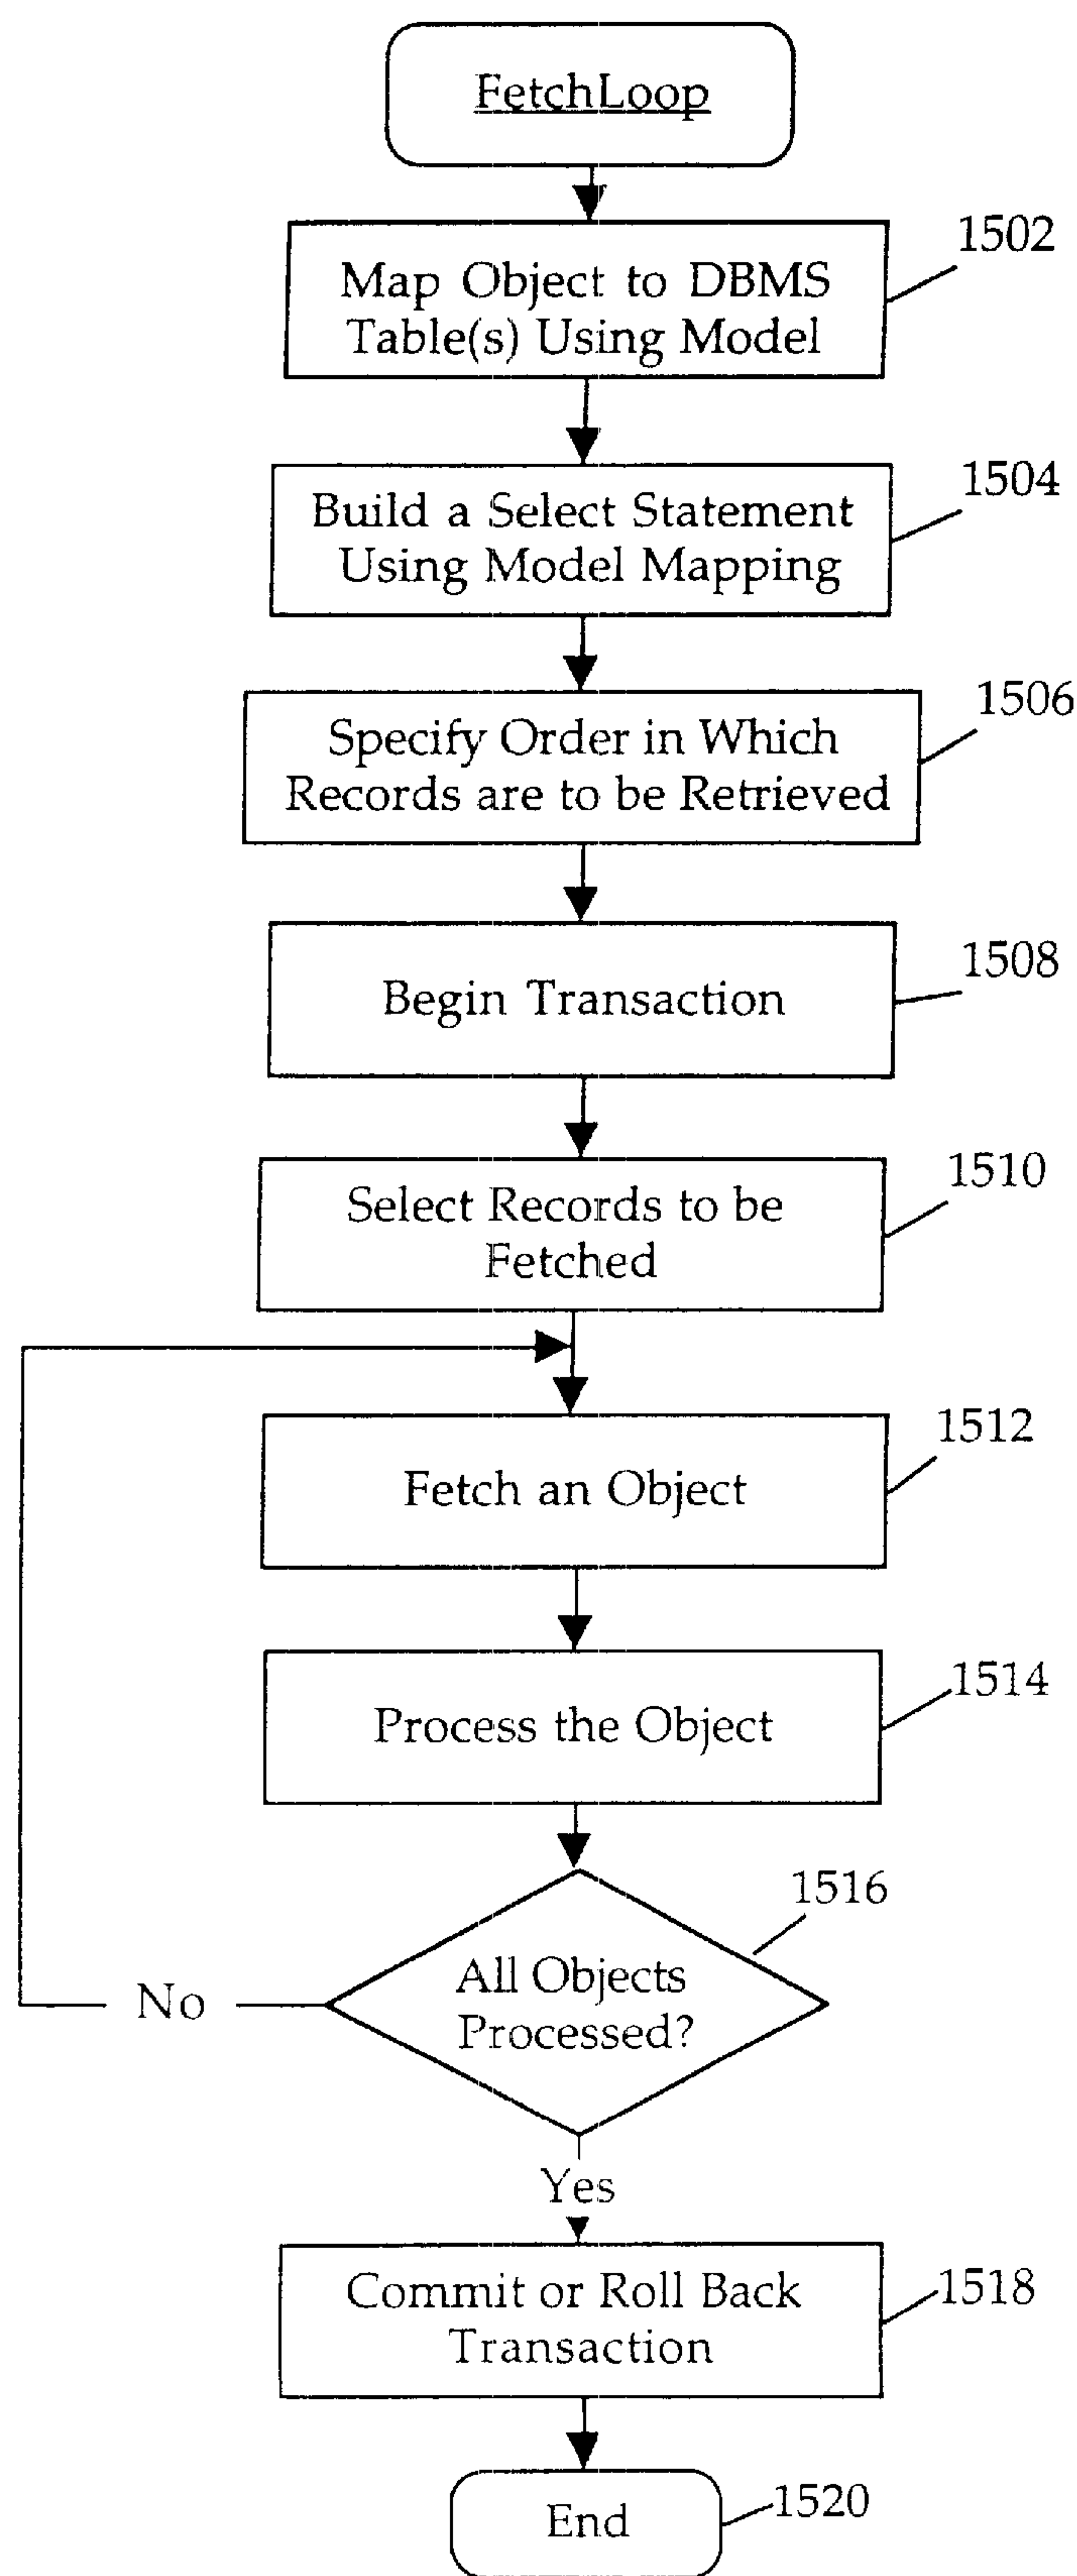 FetchLoop
1502
Map Object to DBMS
Table(s) Using Model
1504
Build a Select Statement
Using Model Mapping
1506
Specify Order in Which
Records are to be Retrieved
1508
Begin Transaction
1510
Select Records to be
Fetched
1512
Fetch an Object
1514
Process the Object
1516
All Objects
Processed?
No
Yes
1518
Commit or Roll Back
Transaction
1520
End